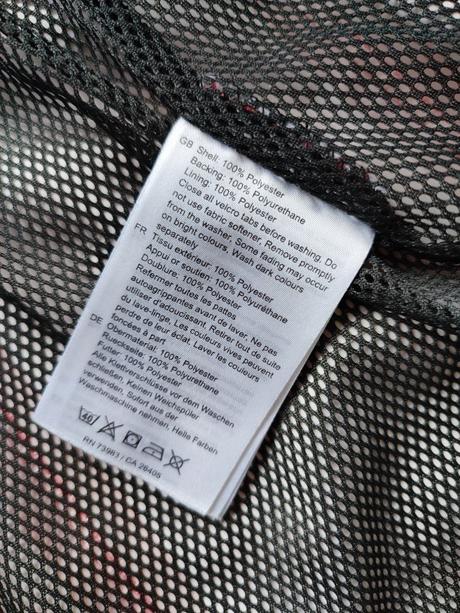 GB Shell: 100% Polyester
Backing: 100% Polyurethane
Lining: 100% Polyester
Close all velcro tabs before washing. Do
not use fabric softener, Remove promptly
from the washer. Some fading may occur
on bright colours. Wash dark colours
separately
FR Tissu extérieur: 100% Polyester
Appui or soutien: 100% Polyuréthane
Doublure: 100% Polyester
Refermer toutes les pattes
autoagrippantes avant de laver, Ne pas
utiliser d'adoucissant. Retirer tout de suite
du lave-linge. Les couleurs vives peuvent
perdre de leur éclat. Laver les couleurs
foncées á part
DE Obermaterial: 100% Polyester
Rückseite: 100% Polyurethane
Futter: 100% Polyester
Alle Klettverschlüsse vor dem Waschen
schließen. Keinen Weichspüler
verwenden, Sofort aus der
Waschmaschine nehmen. Helle Farben
40
RN 73983 / CA 26405